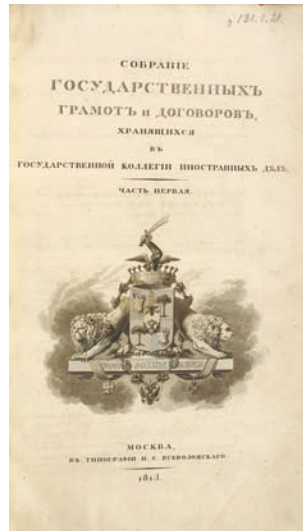 СОБРАНІЕ
ГОСУДАРСТВЕННЫХЪ
ГРАМОТЪ и ДОГОВОРОВЪ,
ХРАНЯЩИХСЯ
ВЪ
ГОСУДАРСТВЕННОЙ КОЛЛЕГІИ ИНОСТРАННЫХЪ ДѢЛЪ.
ЧАСТЬ ПЕРВАЯ.
МОСКВА,
ВЪ ТИПОГРАФІИ Н. С. ВСЕВОЛОЖСКАГО.
1813.